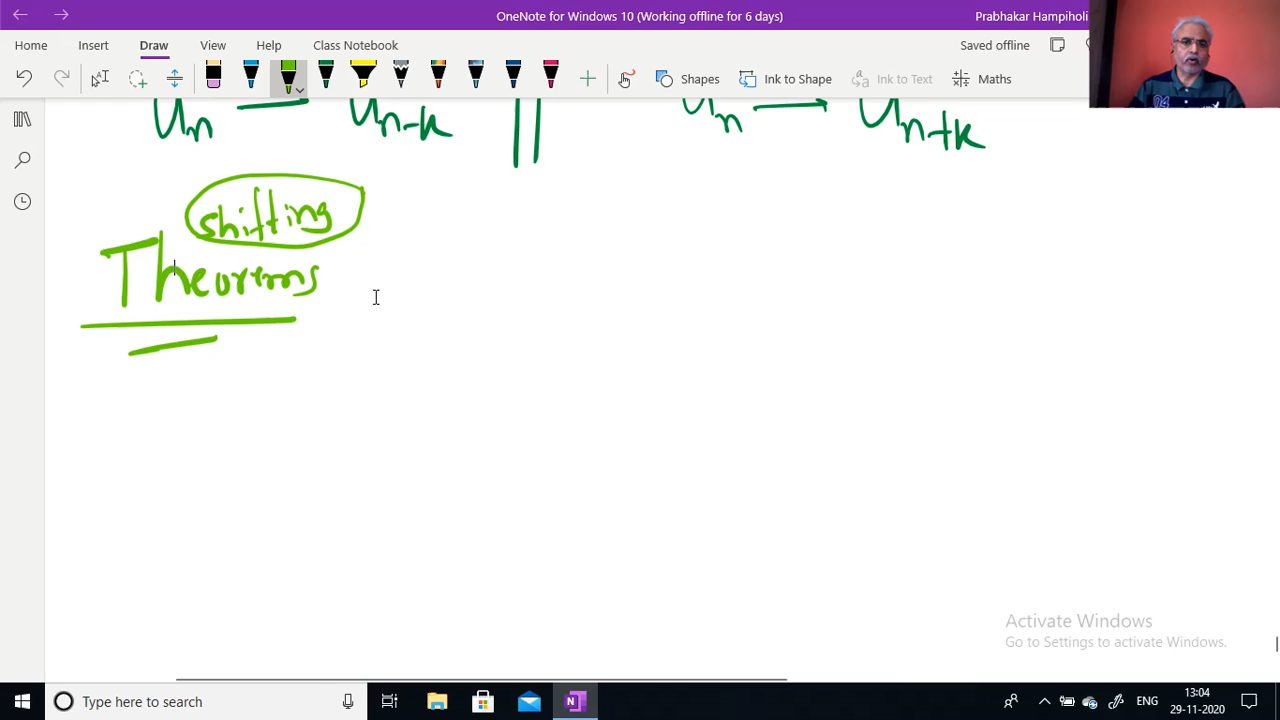 OneNote for Windows 10 (Working offline for 6 days)
Prabhakar Hampiholi
Home Insert Draw View Help Class Notebook
Saved offline
Shapes Ink to Shape Ink to Text Maths
Un → Un-k || Un → Un+k
shifting
Theorems
Activate Windows
Go to Settings to activate Windows.
Type here to search
ENG
13:04
29-11-2020
04